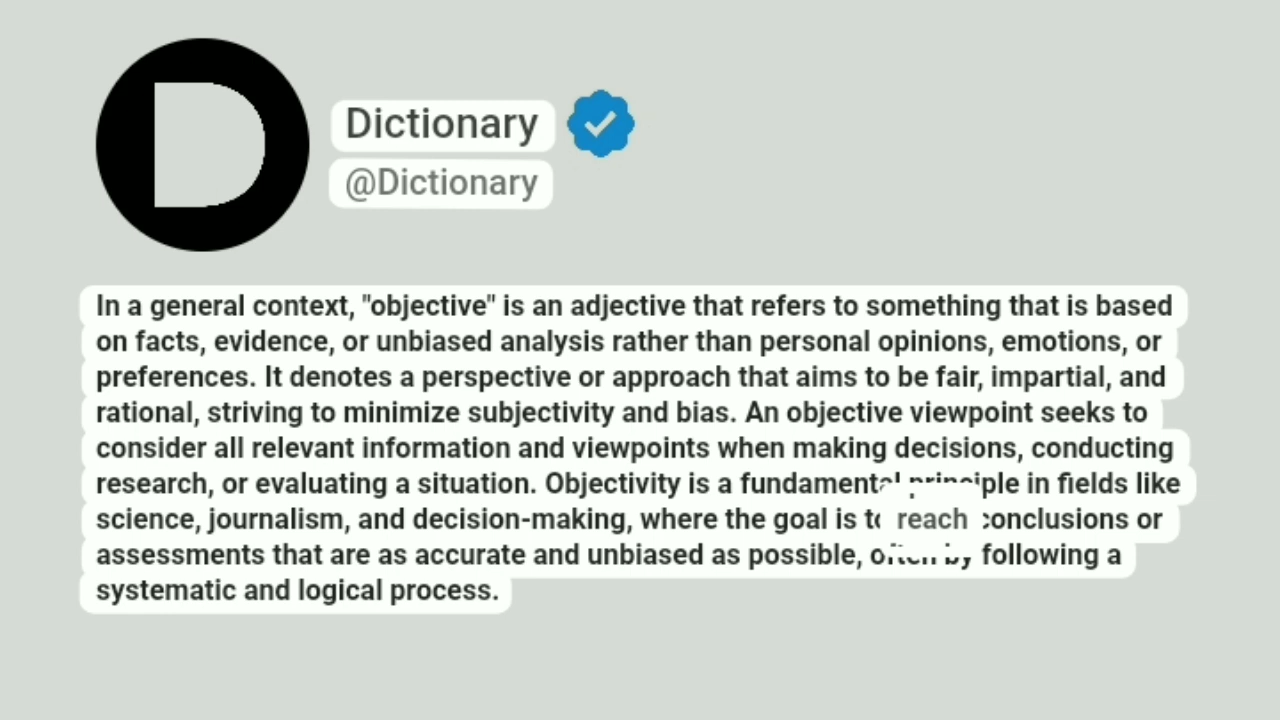 D
Dictionary
@Dictionary
In a general context, "objective" is an adjective that refers to something that is based
on facts, evidence, or unbiased analysis rather than personal opinions, emotions, or
preferences. It denotes a perspective or approach that aims to be fair, impartial, and
rational, striving to minimize subjectivity and bias. An objective viewpoint seeks to
consider all relevant information and viewpoints when making decisions, conducting
research, or evaluating a situation. Objectivity is a fundamental principle in fields like
science, journalism, and decision-making, where the goal is to reach conclusions or
assessments that are as accurate and unbiased as possible, often by following a
systematic and logical process.